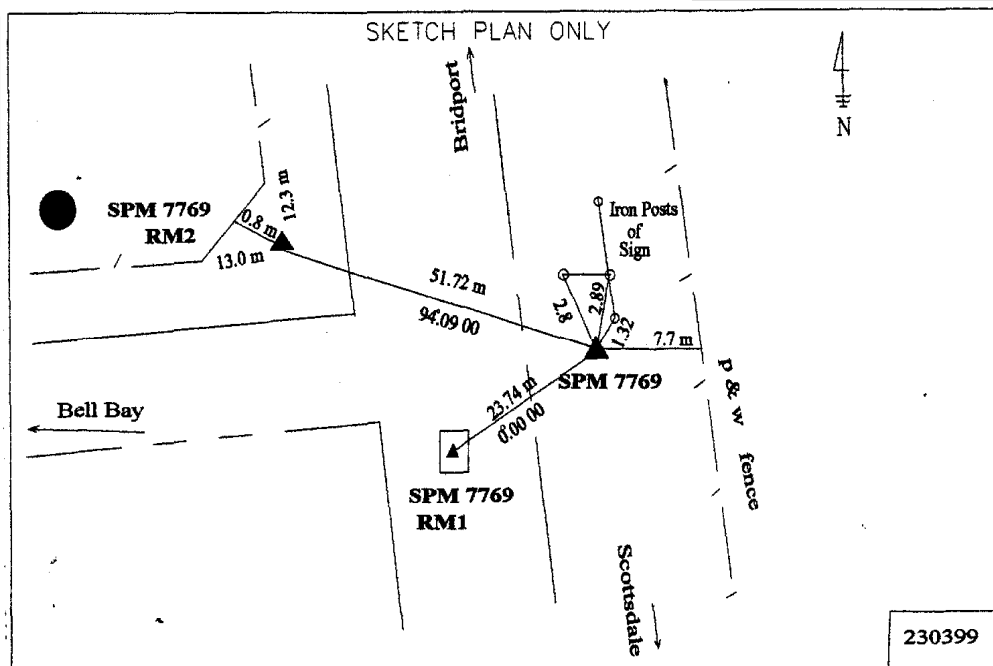 SKETCH PLAN ONLY
Bridport
N
SPM 7769
RM2
0.8 m
12.3 m
13.0 m
Iron Posts
of
Sign
51.72 m
94.09 00
2.8
2.89
1.32
7.7 m
SPM 7769
23.74 m
0.00 00
Bell Bay
p & w fence
SPM 7769
RM1
Scottsdale
230399